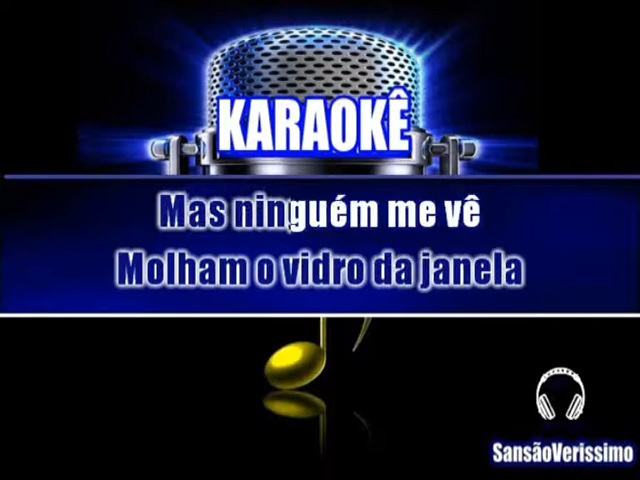 KARAOKÊ
Mas ninguém me vê
Molham o vidro da janela
SansãoVerissimo